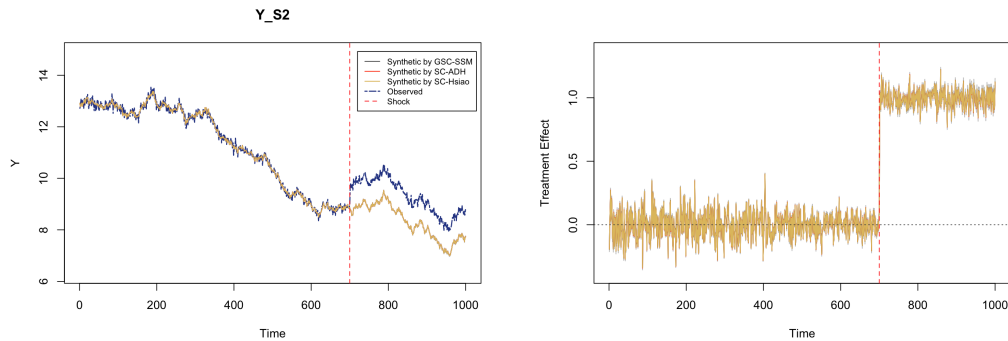 Y_S2
14
12
10
8
6
Y
0
200
400
600
800
1000
Time
Synthetic by GSC-SSM
Synthetic by SC-ADH
Synthetic by SC-Hsiao
Observed
Shock
1.0
0.5
0.0
Treatment Effect
0
200
400
600
800
1000
Time